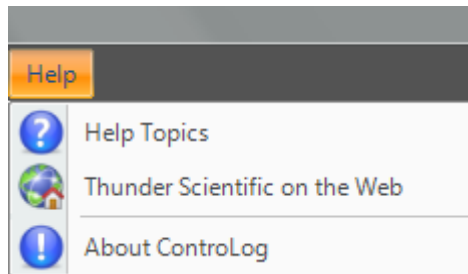 Help
Help Topics
Thunder Scientific on the Web
About ControLog